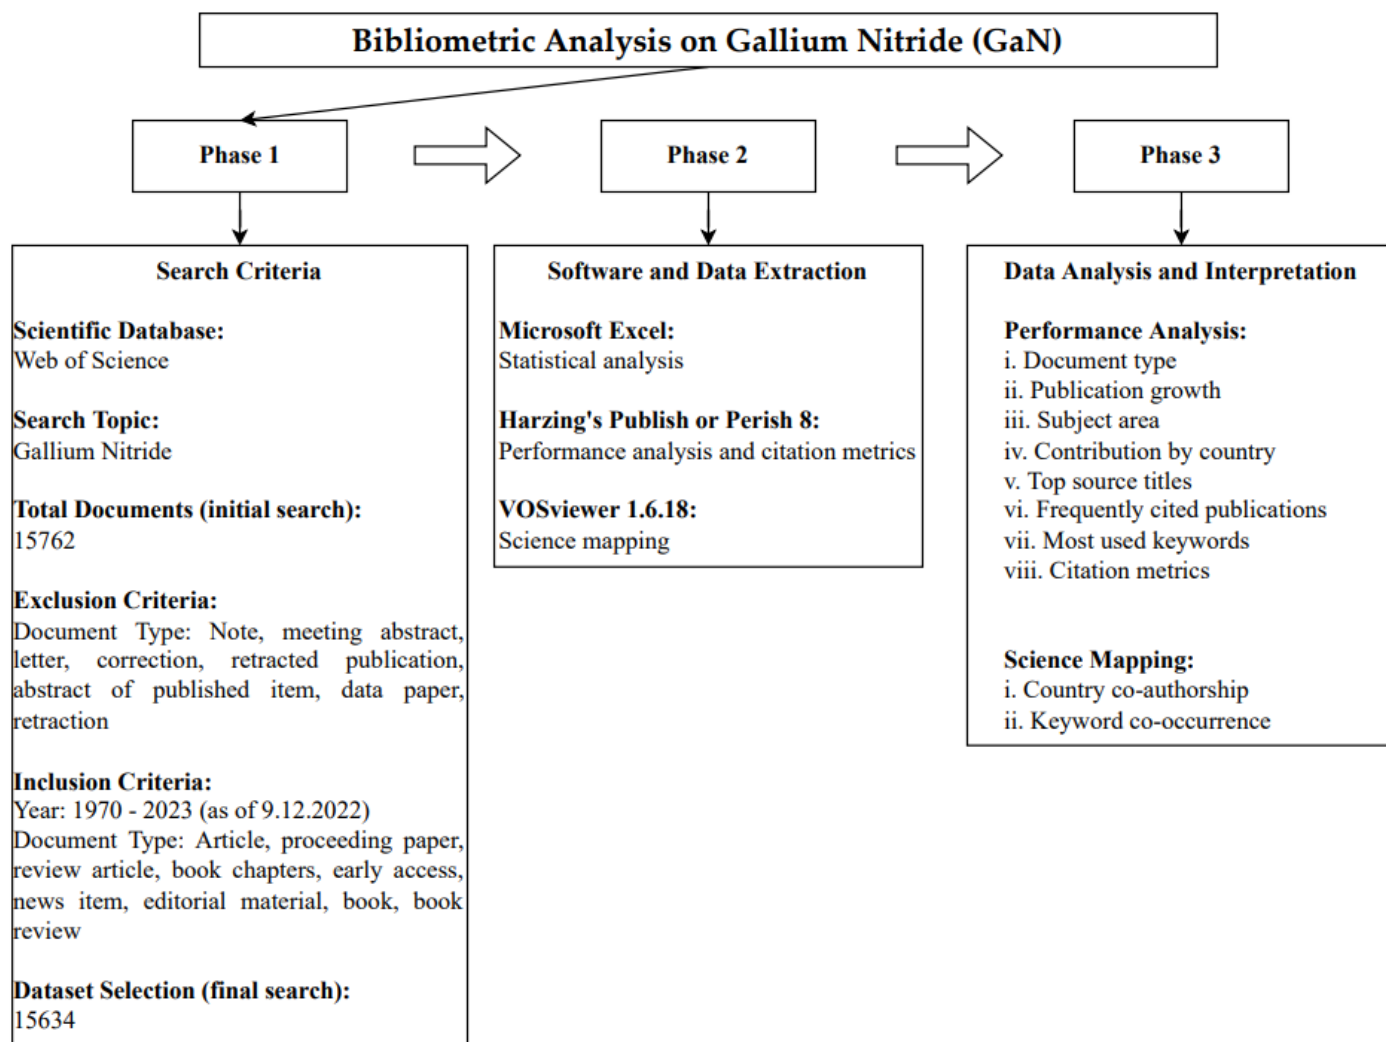 Bibliometric Analysis on Gallium Nitride (GaN)
Phase 1
Phase 2
Phase 3
Search Criteria
Scientific Database:
Web of Science
Search Topic:
Gallium Nitride
Total Documents (initial search):
15762
Exclusion Criteria:
Document Type: Note, meeting abstract,
letter, correction, retracted publication,
abstract of published item, data paper,
retraction
Inclusion Criteria:
Year: 1970 - 2023 (as of 9.12.2022)
Document Type: Article, proceeding paper,
review article, book chapters, early access,
news item, editorial material, book, book
review
Dataset Selection (final search):
15634
Software and Data Extraction
Microsoft Excel:
Statistical analysis
Harzing's Publish or Perish 8:
Performance analysis and citation metrics
VOSviewer 1.6.18:
Science mapping
Data Analysis and Interpretation
Performance Analysis:
i. Document type
ii. Publication growth
iii. Subject area
iv. Contribution by country
v. Top source titles
vi. Frequently cited publications
vii. Most used keywords
viii. Citation metrics
Science Mapping:
i. Country co-authorship
ii. Keyword co-occurrence